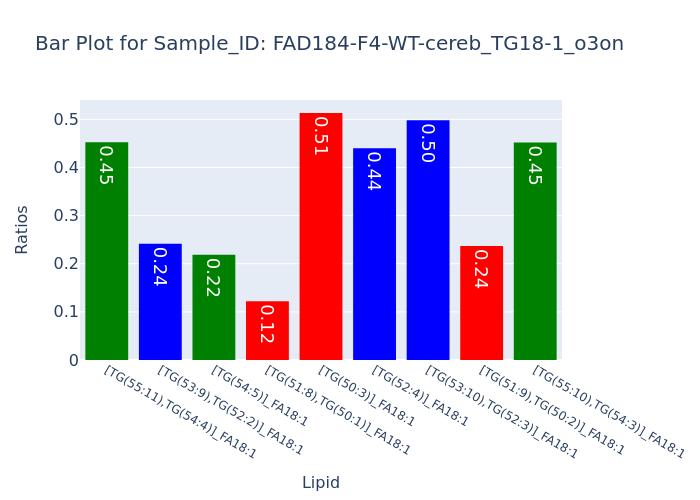 Bar Plot for Sample_ID: FAD184-F4-WT-cereb_TG18-1_o3on
Ratios
0.5
0.4
0.3
0.2
0.1
0
0.45
0.24
0.22
0.12
0.51
0.44
0.50
0.24
0.45
[TG(55:11),TG(54:4)]_FA18:1
[TG(53:9),TG(52:2)]_FA18:1
[TG(54:5)]_FA18:1
[TG(51:8),TG(50:1)]_FA18:1
[TG(50:3)]_FA18:1
[TG(52:4)]_FA18:1
[TG(53:10),TG(52:3)]_FA18:1
[TG(51:9),TG(50:2)]_FA18:1
[TG(55:10),TG(54:3)]_FA18:1
Lipid